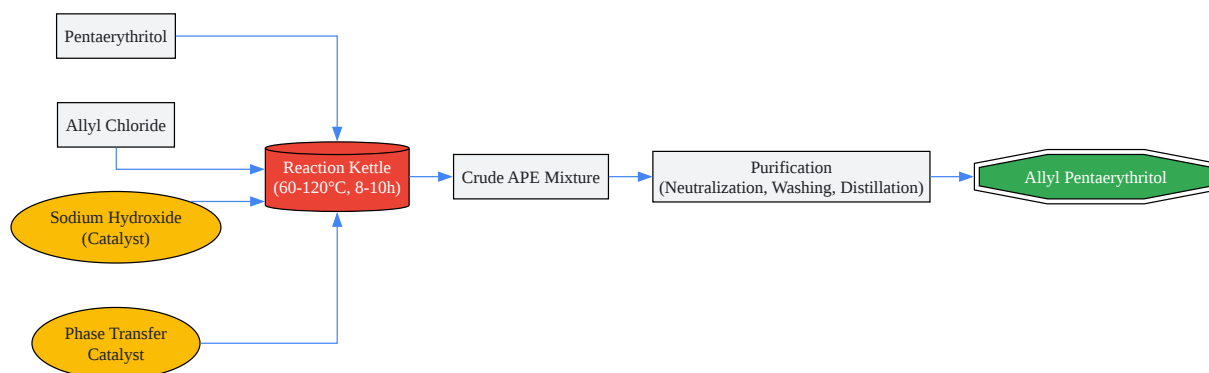 Pentaerythritol
Allyl Chloride
Sodium Hydroxide
(Catalyst)
Phase Transfer
Catalyst
Reaction Kettle
(60-120°C, 8-10h)
Crude APE Mixture
Purification
(Neutralization, Washing, Distillation)
Allyl Pentaerythritol